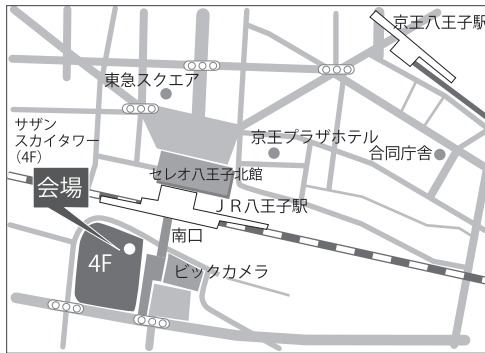 京王八王子駅
東急スクエア
サザン
スカイタワー
(4F)
京王プラザホテル
合同庁舎
セレオ八王子北館
会場
JR八王子駅
南口
4F
ビックカメラ